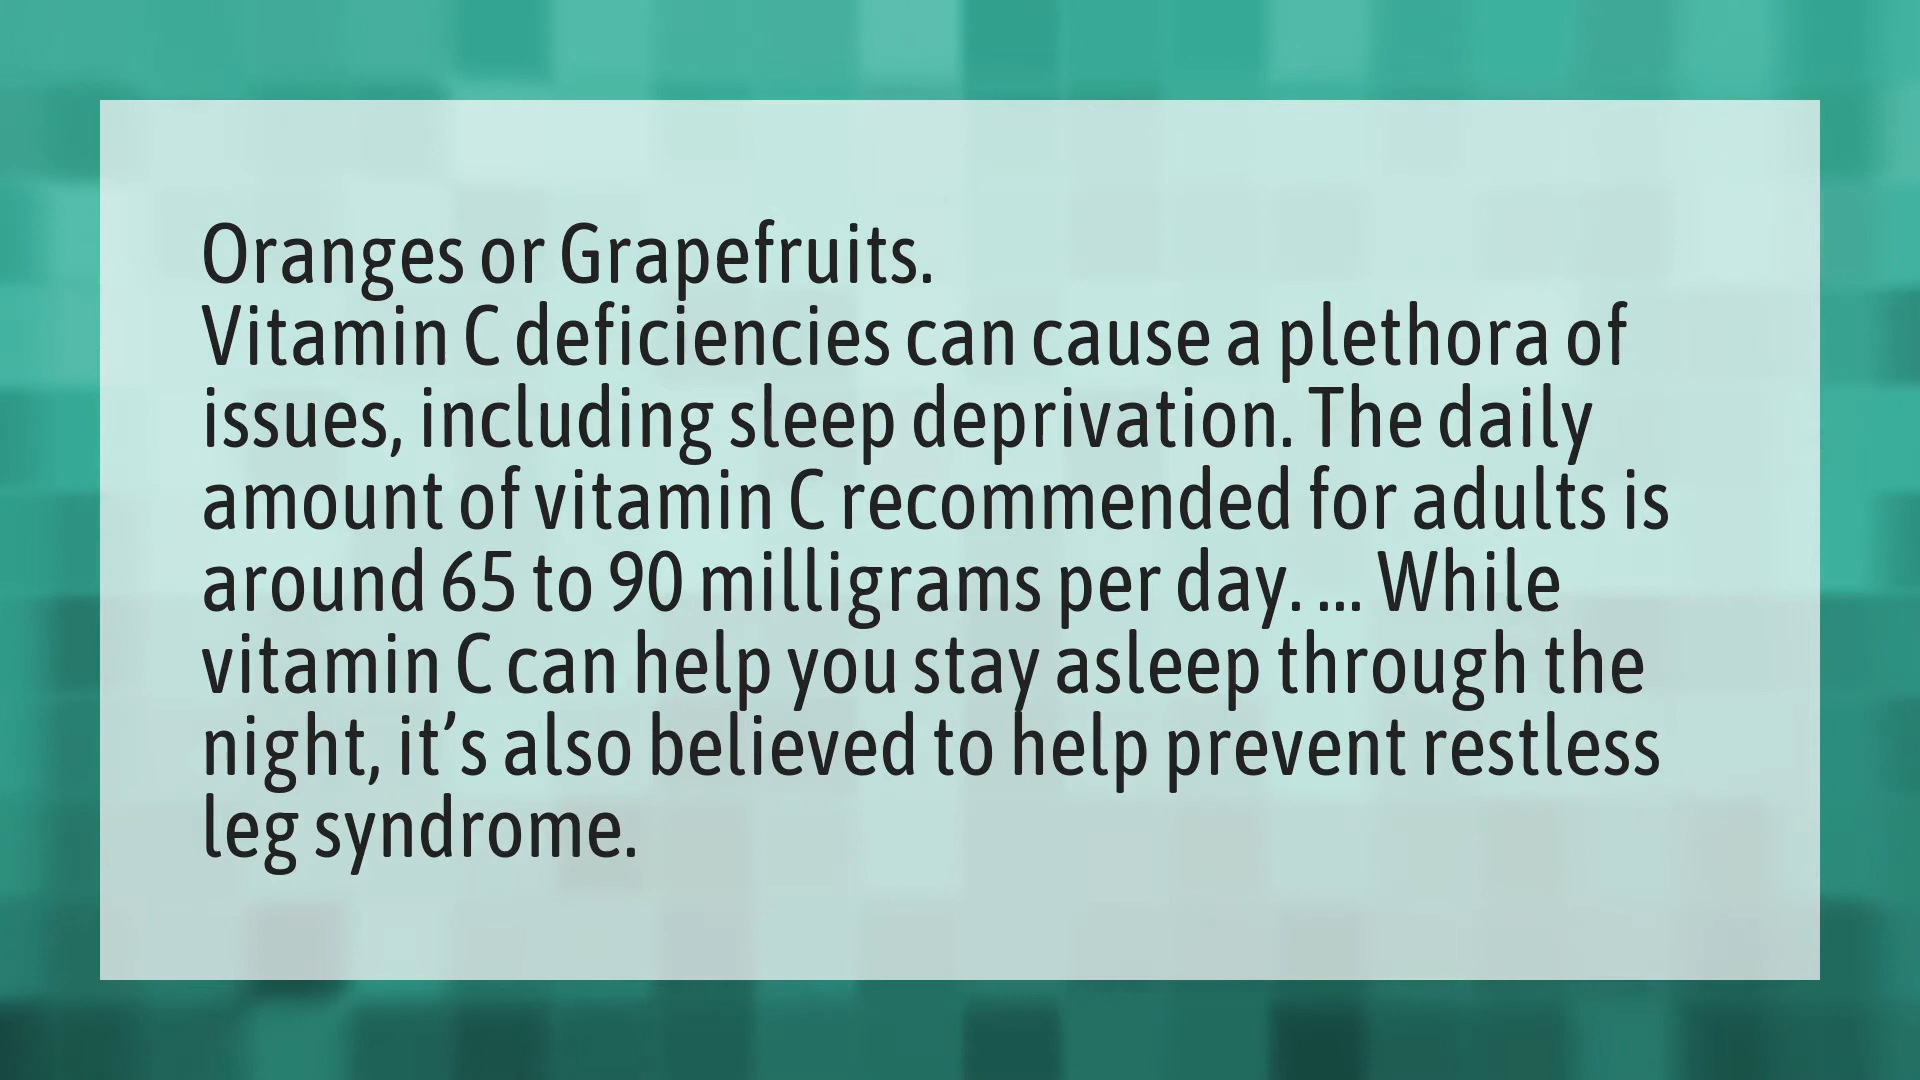 Oranges or Grapefruits.
Vitamin C deficiencies can cause a plethora of
issues, including sleep deprivation. The daily
amount of vitamin C recommended for adults is
around 65 to 90 milligrams per day. ... While
vitamin C can help you stay asleep through the
night, it’s also believed to help prevent restless
leg syndrome.